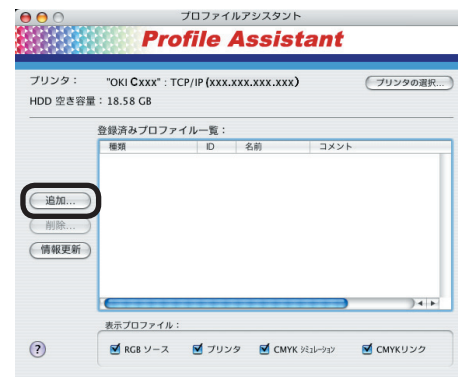 プロファイルアシスタント
Profile Assistant
プリンタ： "OKI Cxxx" : TCP/IP (xxx.xxx.xxx.xxx) プリンタの選択...
HDD 空き容量：18.58 GB
登録済みプロファイル一覧：
種類 ID 名前 コメント
追加...
削除...
情報更新
表示プロファイル：
? RGB ソース プリンタ CMYK ｼﾐｭﾚｰｼｮﾝ CMYKリンク